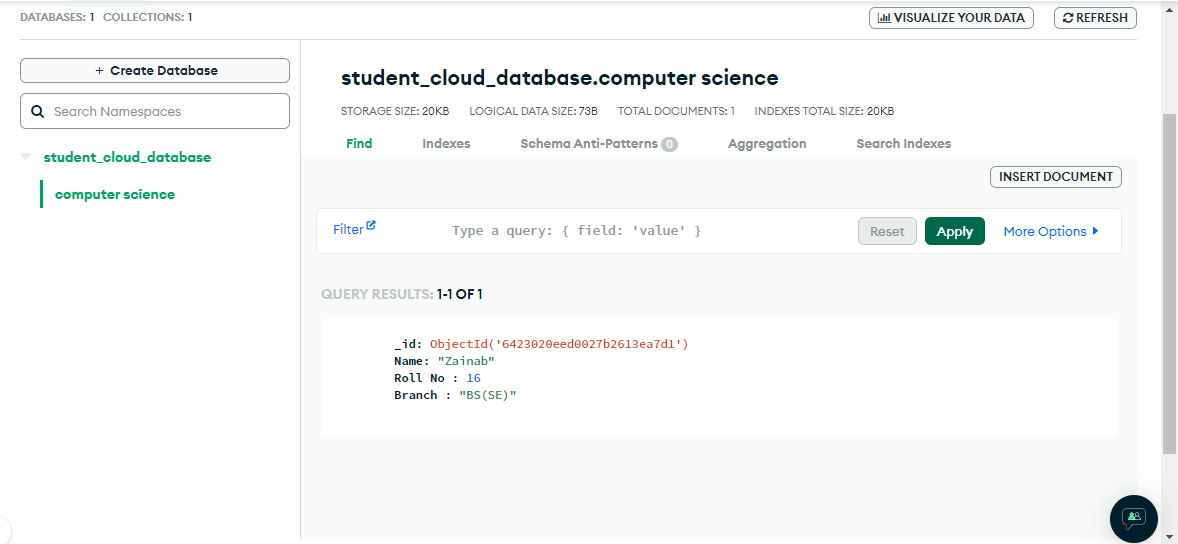 DATABASES: 1 COLLECTIONS: 1
VISUALIZE YOUR DATA
REFRESH
+ Create Database
Search Namespaces
student_cloud_database
computer science
student_cloud_database.computer science
STORAGE SIZE: 20KB LOGICAL DATA SIZE: 73B TOTAL DOCUMENTS: 1 INDEXES TOTAL SIZE: 20KB
Find Indexes Schema Anti-Patterns 0 Aggregation Search Indexes
INSERT DOCUMENT
Filter Type a query: { field: 'value' } Reset Apply More Options
QUERY RESULTS: 1-1 OF 1
_id: ObjectId('6423020eed0027b2613ea7d1')
Name: "Zainab"
Roll No : 16
Branch : "BS(SE)"